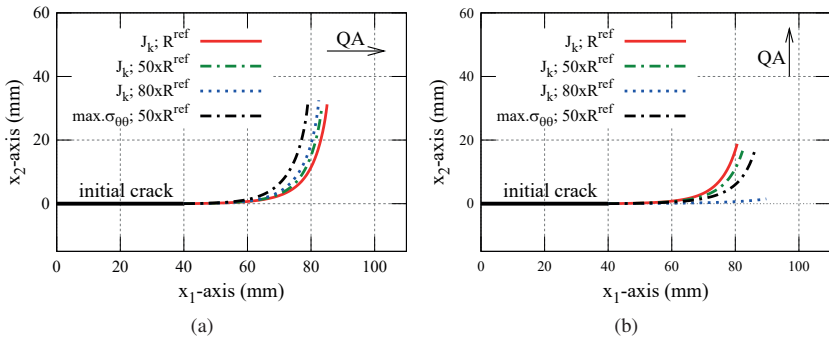 60
40
20
0
0 20 40 60 80 100
x₂-axis (mm)
x₁-axis (mm)
Jₖ; Rʳᵉᶠ
Jₖ; 50xRʳᵉᶠ
Jₖ; 80xRʳᵉᶠ
max.σ_θθ; 50xRʳᵉᶠ
QA
initial crack
(a)
60
40
20
0
0 20 40 60 80 100
x₂-axis (mm)
x₁-axis (mm)
Jₖ; Rʳᵉᶠ
Jₖ; 50xRʳᵉᶠ
Jₖ; 80xRʳᵉᶠ
max.σ_θθ; 50xRʳᵉᶠ
QA
initial crack
(b)